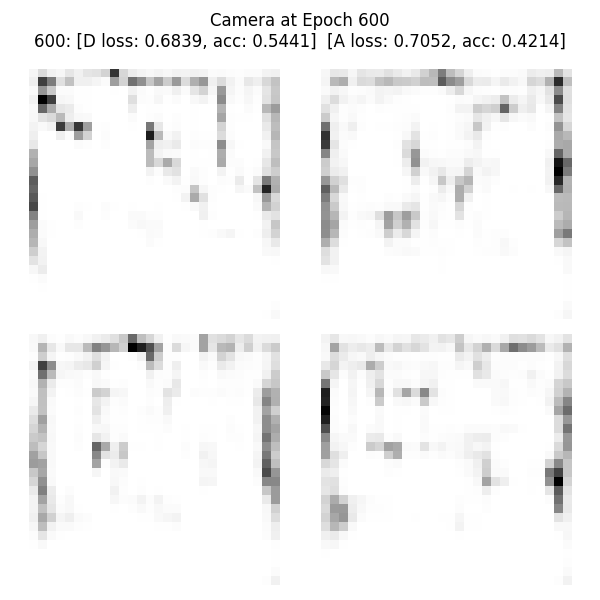 Camera at Epoch 600
600: [D loss: 0.6839, acc: 0.5441]  [A loss: 0.7052, acc: 0.4214]